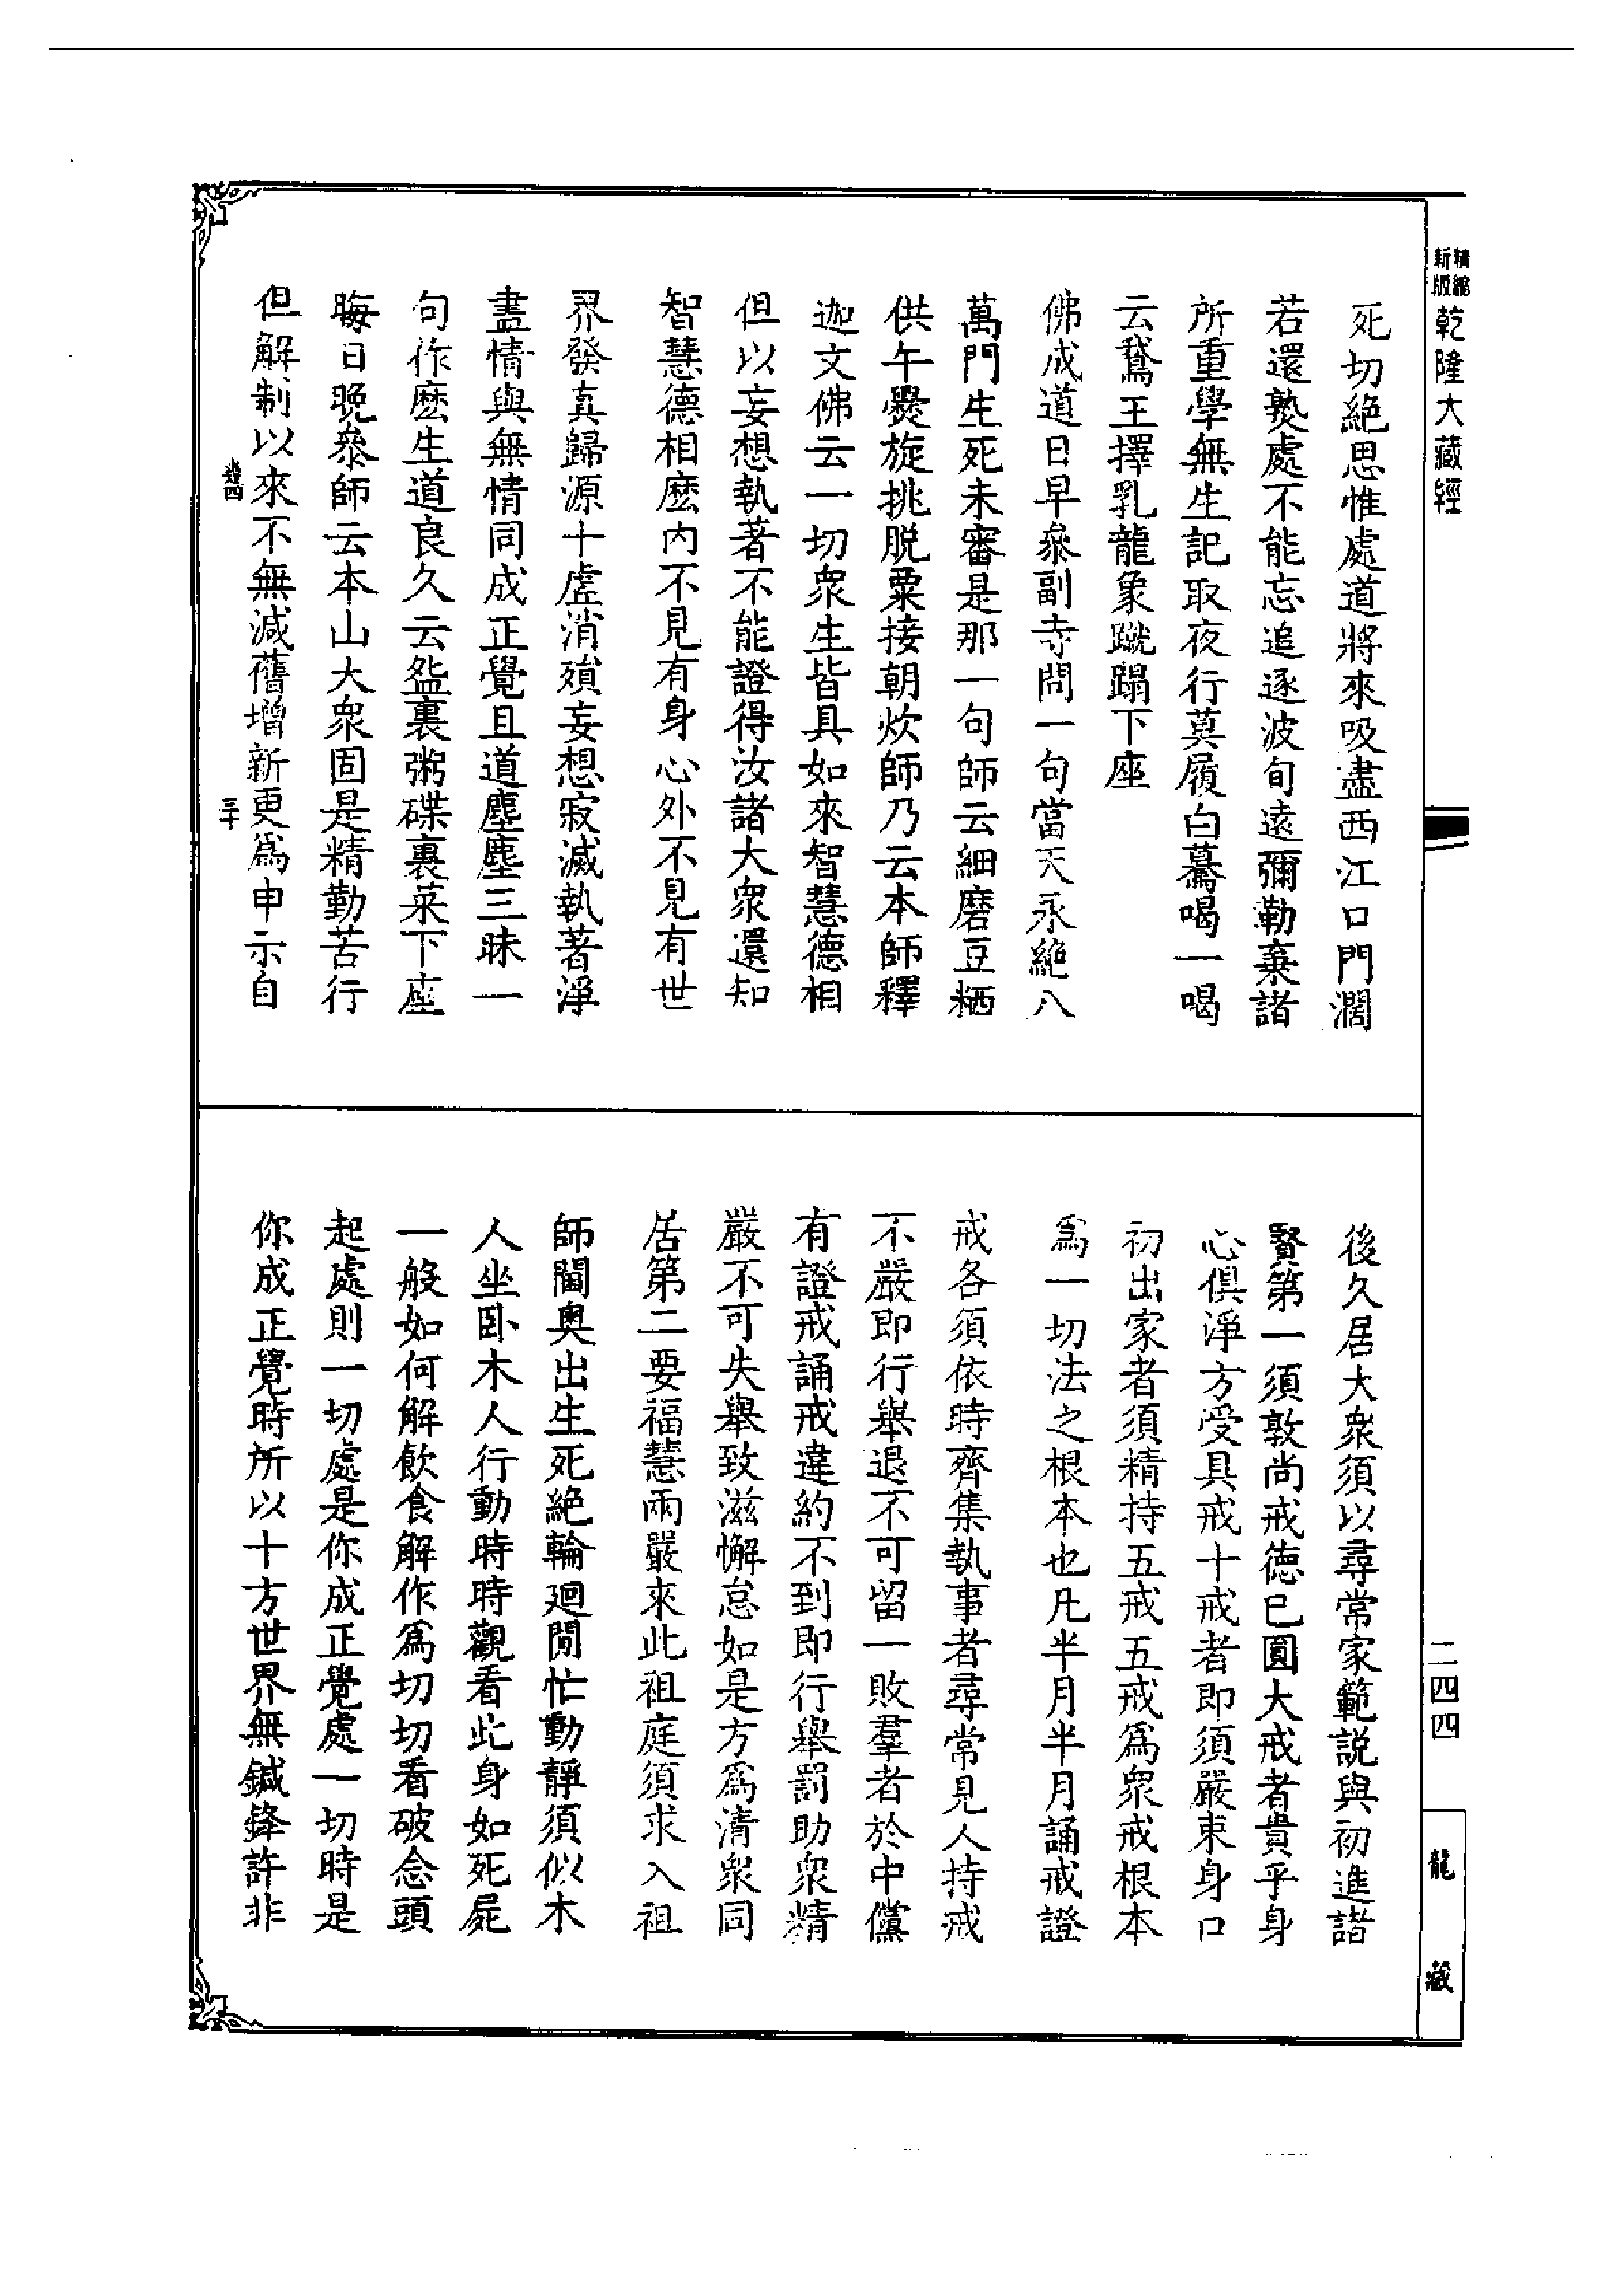 精縮
新版
乾隆大藏經
死切絕思惟處道將來吸盡西江口門濶
若還熟處不能忘追逐波旬遠彌勒棄諸
所重學無生記取夜行莫履白驀喝一喝
云鵞王擇乳龍象蹴蹋下座
佛成道日早參副寺問一句當天永絕八
萬門生死未審是那一句師云細磨豆粞
供午爨旋挑脫粟接朝炊師乃云本師釋
迦文佛云一切眾生皆具如來智慧德相
但以妄想執著不能證得汝諸大眾還知
智慧德相麽內不見有身心外不見有世
界發真歸源十虛消殞妄想寂滅執著淨
盡情與無情同成正覺且道塵塵三昧一
句作麽生道良久云盌裏粥碟裏菜下座
晦日晚參師云本山大眾固是精勤苦行
但解制以來不無減舊增新更為申示自
三十
後久居大眾須以尋常家範說與初進諸
賢第一須敦尚戒德已圓大戒者貴乎身
心俱淨方受具戒十戒者即須嚴束身口
初出家者須精持五戒五戒為眾戒根本
為一切法之根本也凡半月半月誦戒證
戒各須依時齊集執事者尋常見人持戒
不嚴即行舉退不可留一敗羣者於中儻
有證戒誦戒違約不到即行舉罰助眾精
嚴不可失舉致滋懈怠如是方為清眾同
居第二要福慧兩嚴來此祖庭須求入祖
師閫奧出生死絕輪迴閒忙動靜須似木
人坐臥木人行動時時觀看此身如死屍
一般如何解飲食解作為切切看破念頭
起處則一切處是你成正覺處一切時是
你成正覺時所以十方世界無鍼鋒許非
二四四
龍藏